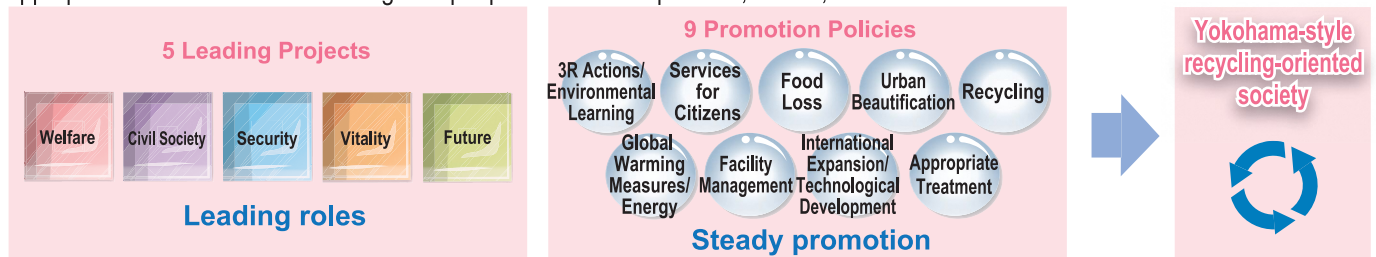 5 Leading Projects
Welfare
Civil Society
Security
Vitality
Future
Leading roles
9 Promotion Policies
3R Actions/
Environmental
Learning
Services
for
Citizens
Food
Loss
Urban
Beautification
Recycling
Global
Warming
Measures/
Energy
Facility
Management
International
Expansion/
Technological
Development
Appropriate
Treatment
Steady promotion
Yokohama-style
recycling-oriented
society